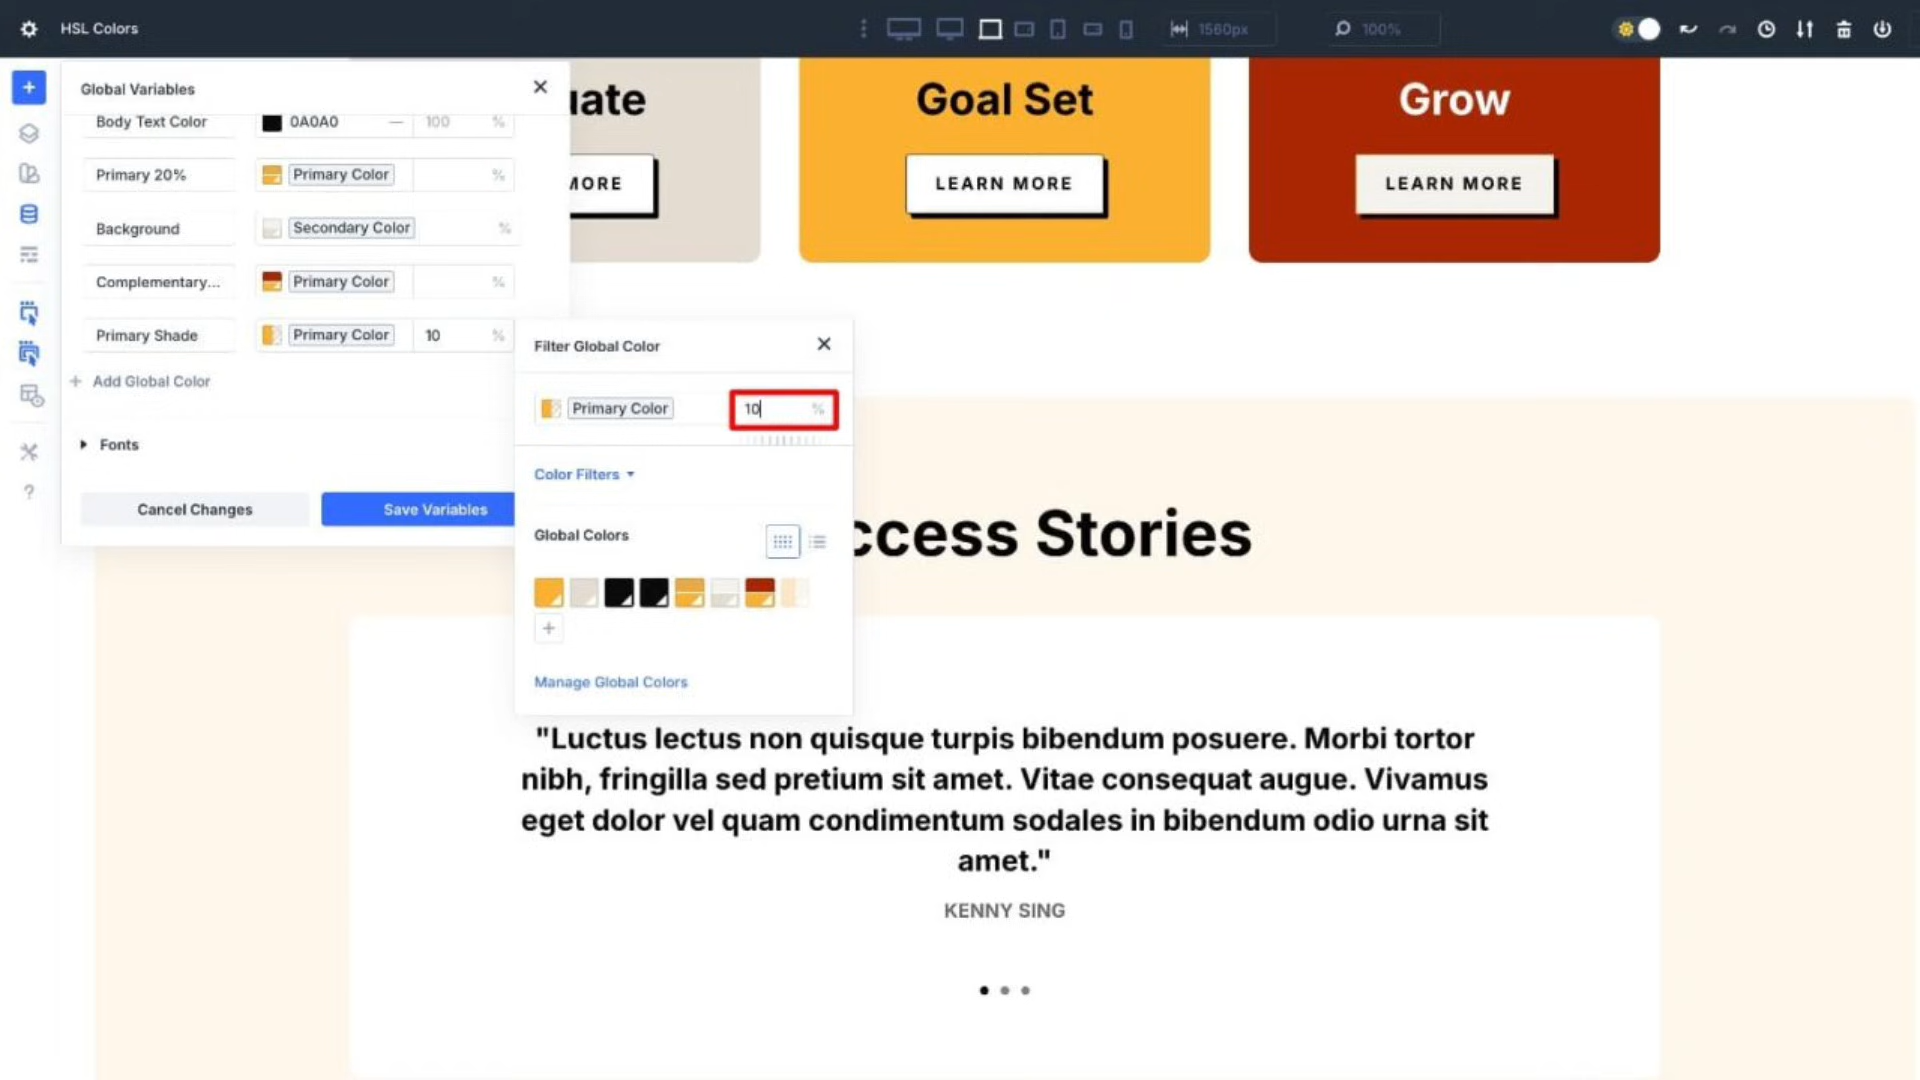 HSL Colors
1560px
100%
Global Variables
Body Text Color
0A0A0
100
%
Primary 20%
Primary Color
%
Background
Secondary Color
%
Complementary...
Primary Color
%
Primary Shade
Primary Color
10
%
+ Add Global Color
Fonts
Cancel Changes
Save Variables
?
Filter Global Color
Primary Color
10
%
Color Filters
Global Colors
+
Manage Global Colors
uate
MORE
Goal Set
LEARN MORE
Grow
LEARN MORE
ccess Stories
"Luctus lectus non quisque turpis bibendum posuere. Morbi tortor
nibh, fringilla sed pretium sit amet. Vitae consequat augue. Vivamus
eget dolor vel quam condimentum sodales in bibendum odio urna sit
amet."
KENNY SING